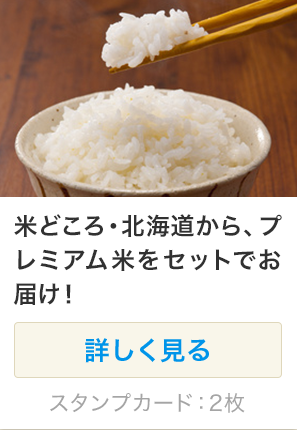 米どころ・北海道から、プ
レミアム米をセットでお
届け！
詳しく見る
スタンプカード：2枚